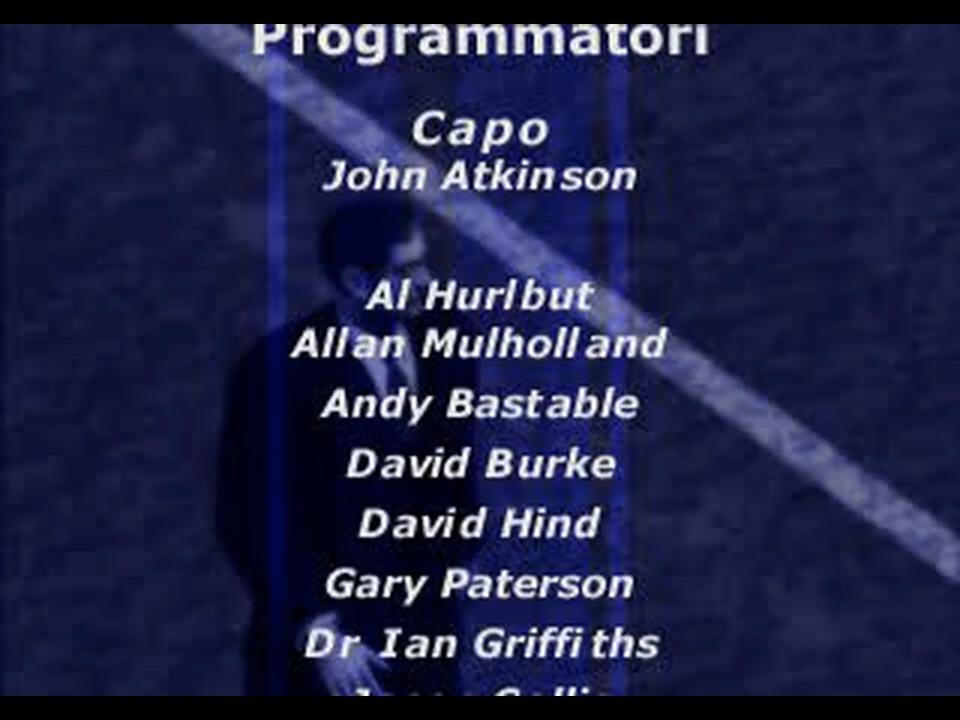 Programmatori
Capo
John Atkinson
Al Hurlbut
Allan Mulholland
Andy Bastable
David Burke
David Hind
Gary Paterson
Dr Ian Griffiths